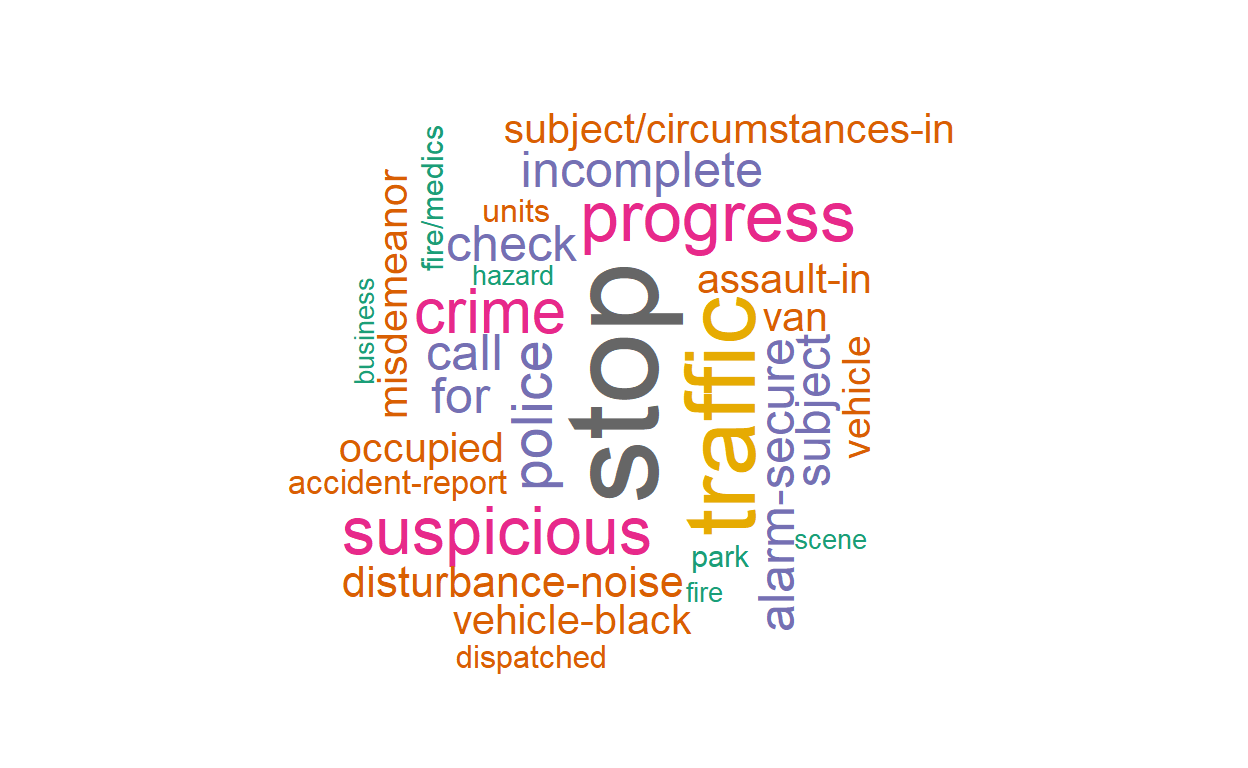 subject/circumstances-in
incomplete
fire/medics
misdemeanor
units
progress
check
hazard
assault-in
crime
stop
traffic
van
business
call
police
alarm-secure
subject
vehicle
for
occupied
accident-report
suspicious
scene
park
disturbance-noise
fire
vehicle-black
dispatched